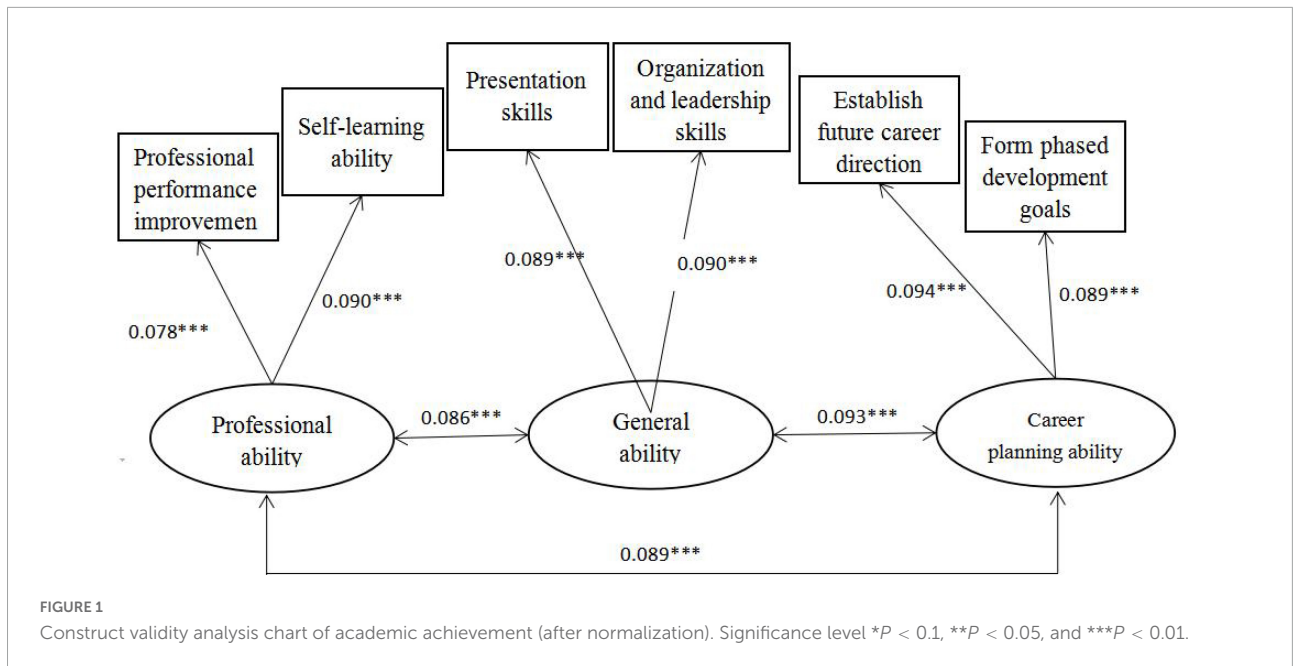 Professional
performance
improvemen
Self-learning
ability
Presentation
skills
Organization
and leadership
skills
Establish
future career
direction
Form phased
development
goals
0.078***
0.090***
0.089***
0.090***
0.094***
0.089***
Professional
ability
0.086***
General
ability
0.093***
Career
planning ability
0.089***
FIGURE 1
Construct validity analysis chart of academic achievement (after normalization). Significance level *P < 0.1, **P < 0.05, and ***P < 0.01.